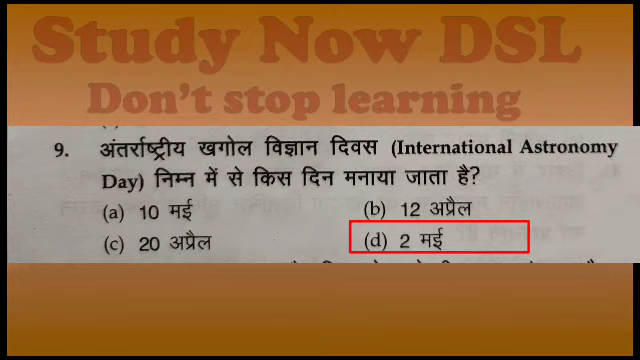 Study Now DSL
Don't stop learning
9. अंतर्राष्ट्रीय खगोल विज्ञान दिवस (International Astronomy
Day) निम्न में से किस दिन मनाया जाता है?
(a) 10 मई (b) 12 अप्रैल
(c) 20 अप्रैल (d) 2 मई